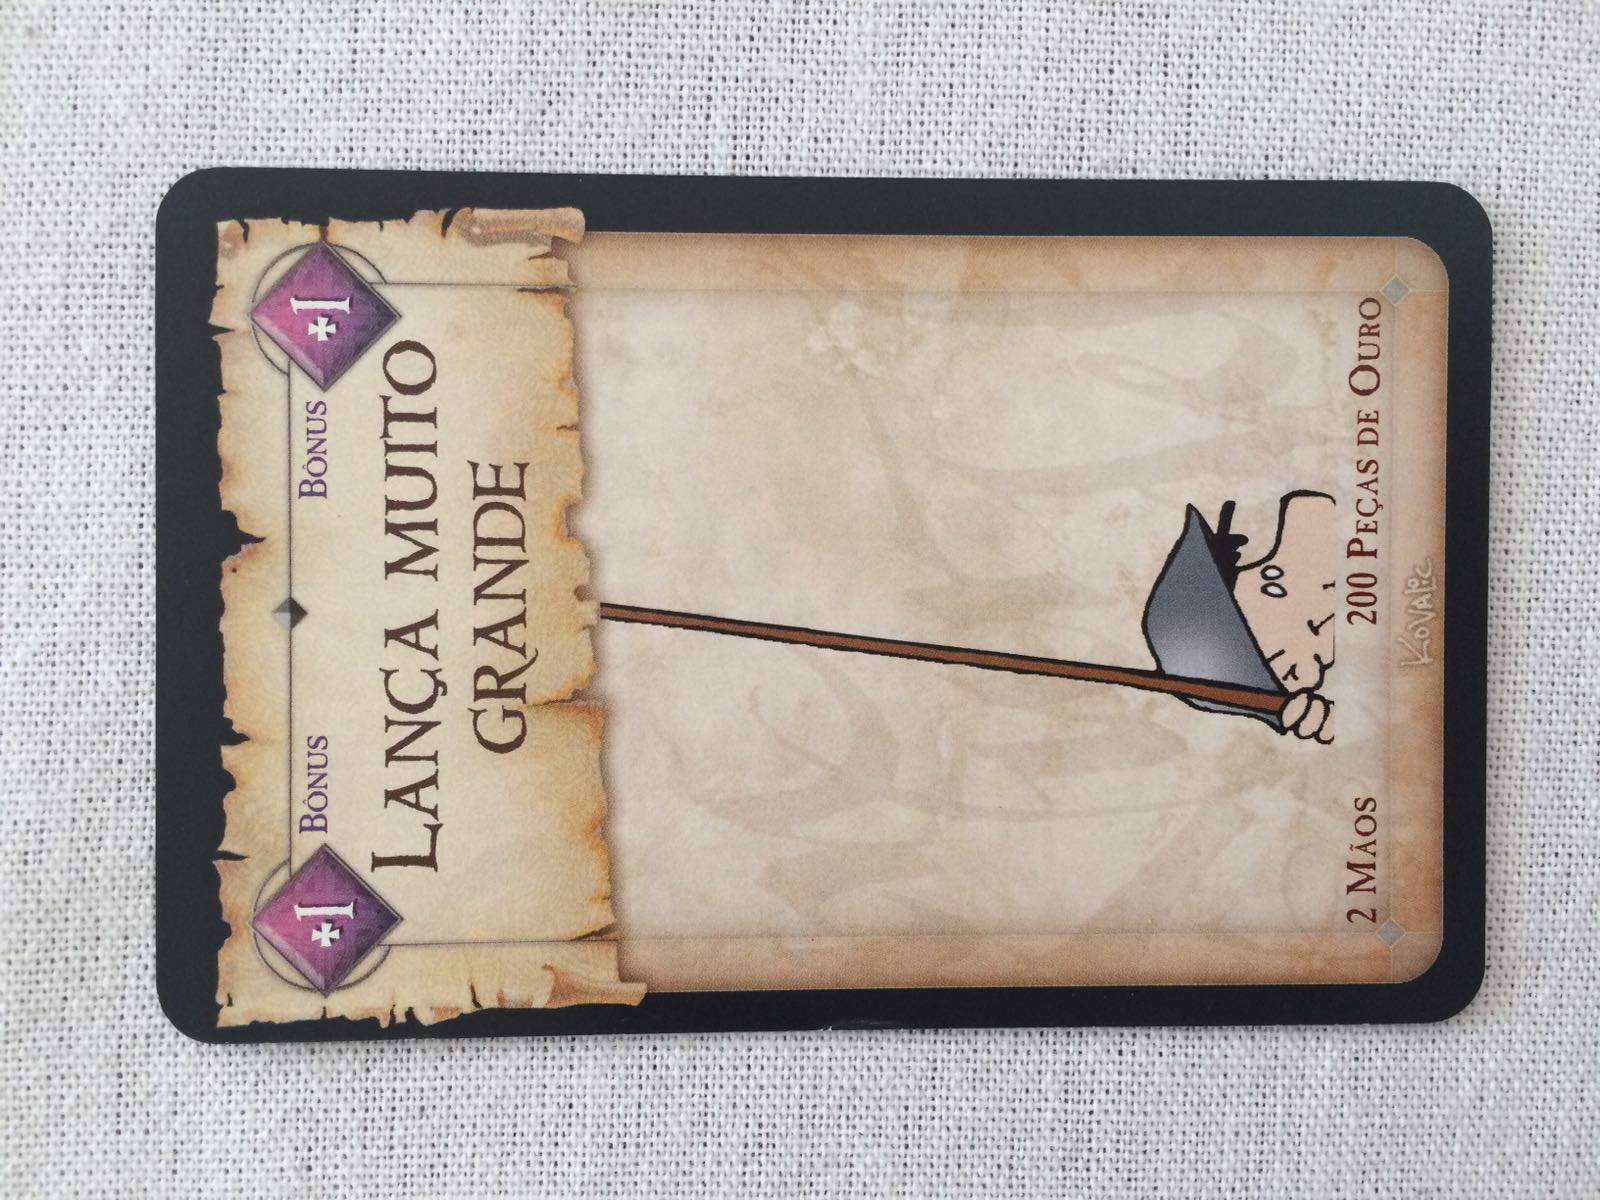 +1 Bônus Bônus +1
Lança muito
grande
2 Mãos 200 Peças de Ouro
Kovalic